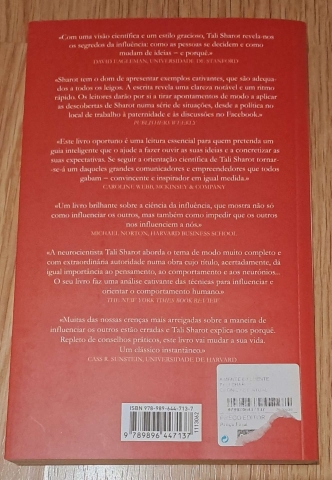 «Com uma visão científica e um estilo gracioso, Tali Sharot revela-nos
os segredos da influência: como as pessoas se decidem e como
mudam de ideias — e porquê.»
DAVID EAGLEMAN, UNIVERSIDADE DE STANFORD
«Sharot tem o dom de apresentar exemplos cativantes, que são adequa-
dos a todos os leigos. A escrita revela uma clareza notável e um ritmo
rápido. Os leitores darão por si a tirar apontamentos de modo a aplicar
as descobertas de Sharot numa série de situações, desde a política no
local de trabalho à paternidade e às discussões no Facebook.»
PUBLISHERS WEEKLY
«Este livro oportuno é uma leitura essencial para quem pretenda um
guia inteligente que o ajude a fazer ouvir as suas ideias e a concretizar as
suas expectativas. Se seguir a orientação científica de Tali Sharot tornar-
-se-á um daqueles grandes comunicadores e empreendedores que todos
gabam — convincente e inspirador em igual medida.»
CAROLINE WEBB, MCKINSEY & COMPANY
«Um livro brilhante sobre a ciência da influência, que mostra não só
como influenciar os outros, mas também como impedir que os outros
nos influenciem a nós.»
MICHAEL NORTON, HARVARD BUSINESS SCHOOL
«A neurocientista Tali Sharot aborda o tema de modo muito completo e
com extraordinária autoridade numa obra cujo título, acertadamente, dá
igual importância ao pensamento, ao comportamento e aos neurónios...
O seu livro faz uma análise cativante das técnicas para influenciar e
orientar o comportamento humano.»
THE NEW YORK TIMES BOOK REVIEW
«Muitas das nossas crenças mais arreigadas sobre a maneira de
influenciar os outros estão erradas e Tali Sharot explica-nos porquê.
Repleto de conselhos práticos, este livro vai mudar a sua vida.
Um clássico instantâneo.»
CASS R. SUNSTEIN, UNIVERSIDADE DE HARVARD
ISBN 978-989-644-713-7
9 789896 447137